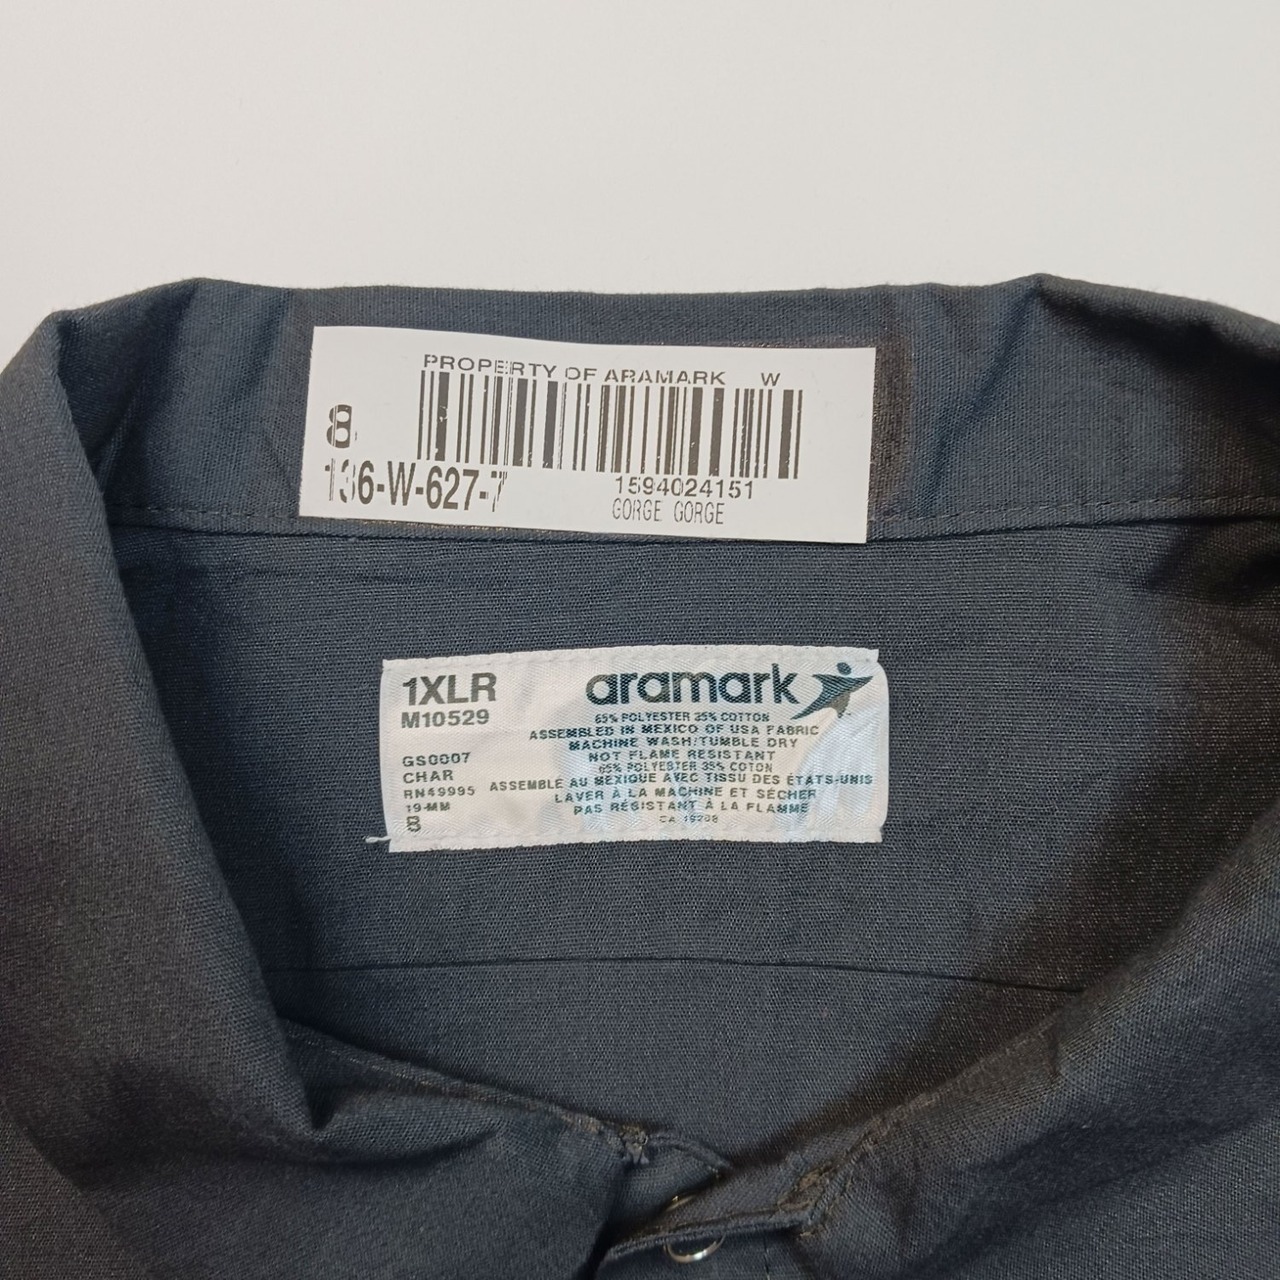 PROPERTY OF ARAMARK W
8
136-W-627-7
1594024151
GORGE GORGE
1XLR
M10529
GS0007
CHAR
RN49995
19-MM
8
aramark
65% POLYESTER 35% COTTON
ASSEMBLED IN MEXICO OF USA FABRIC
MACHINE WASH/TUMBLE DRY
NOT FLAME RESISTANT
65% POLYESTER 35% COTON
ASSEMBLE AU MEXIQUE AVEC TISSU DES ÉTATS-UNIS
LAVER À LA MACHINE ET SÉCHER
PAS RÉSISTANT À LA FLAMME
CA 19208